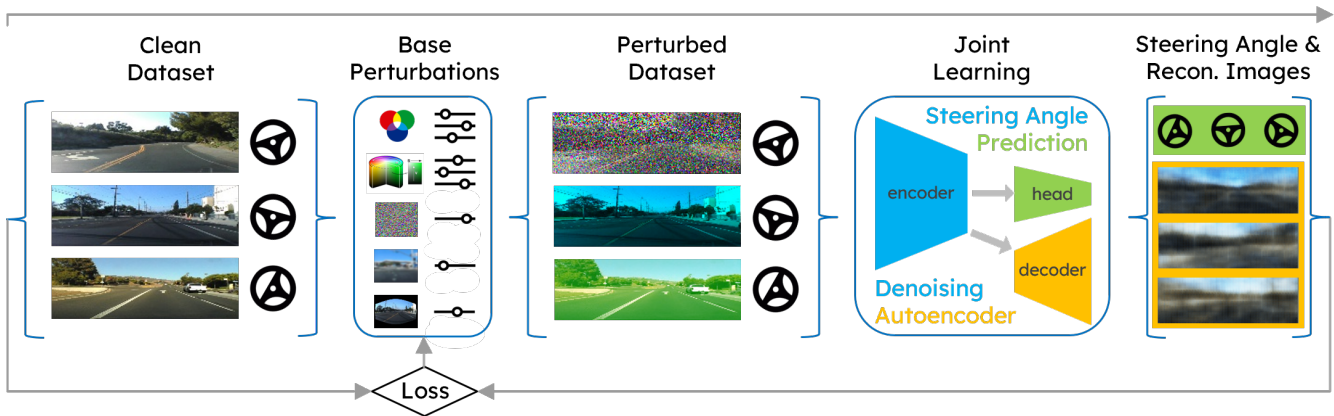 Clean
Dataset
Base
Perturbations
Perturbed
Dataset
Joint
Learning
Steering Angle &
Recon. Images
Steering Angle
Prediction
encoder
head
decoder
Denoising
Autoencoder
Loss